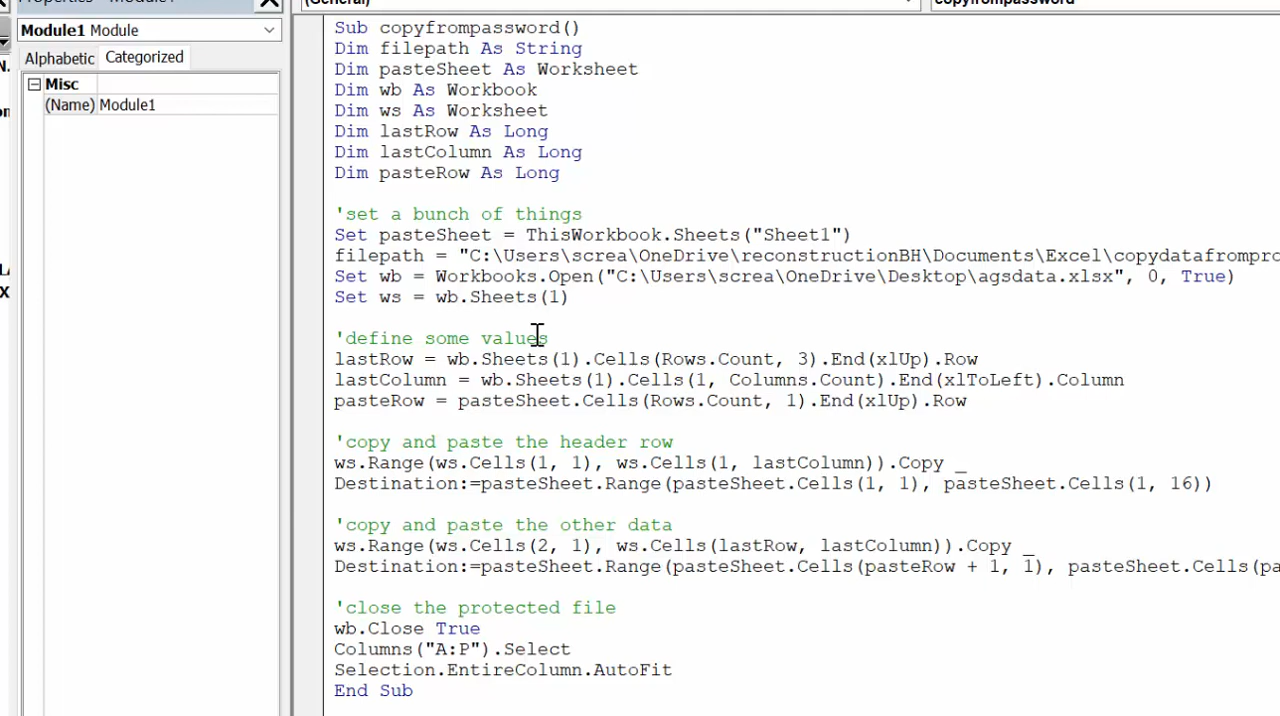 Properties - Module1
(General)
copyfrompassword
Module1 Module
Alphabetic Categorized
Misc
(Name) Module1
Sub copyfrompassword()
Dim filepath As String
Dim pasteSheet As Worksheet
Dim wb As Workbook
Dim ws As Worksheet
Dim lastRow As Long
Dim lastColumn As Long
Dim pasteRow As Long
'set a bunch of things
Set pasteSheet = ThisWorkbook.Sheets("Sheet1")
filepath = "C:\Users\screa\OneDrive\reconstructionBH\Documents\Excel\copydatafrompro
Set wb = Workbooks.Open("C:\Users\screa\OneDrive\Desktop\agsdata.xlsx", 0, True)
Set ws = wb.Sheets(1)
'define some values
lastRow = wb.Sheets(1).Cells(Rows.Count, 3).End(xlUp).Row
lastColumn = wb.Sheets(1).Cells(1, Columns.Count).End(xlToLeft).Column
pasteRow = pasteSheet.Cells(Rows.Count, 1).End(xlUp).Row
'copy and paste the header row
ws.Range(ws.Cells(1, 1), ws.Cells(1, lastColumn)).Copy _
Destination:=pasteSheet.Range(pasteSheet.Cells(1, 1), pasteSheet.Cells(1, 16))
'copy and paste the other data
ws.Range(ws.Cells(2, 1), ws.Cells(lastRow, lastColumn)).Copy _
Destination:=pasteSheet.Range(pasteSheet.Cells(pasteRow + 1, 1), pasteSheet.Cells(pa
'close the protected file
wb.Close True
Columns("A:P").Select
Selection.EntireColumn.AutoFit
End Sub